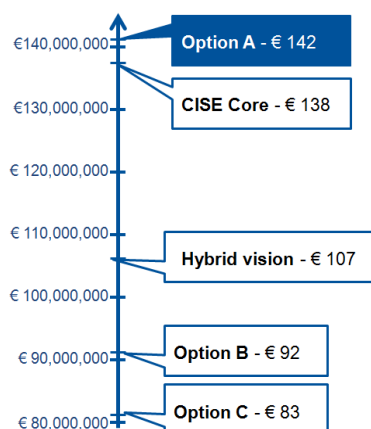 €140,000,000
Option A - € 142
CISE Core - € 138
€130,000,000
€ 120,000,000
€ 110,000,000
Hybrid vision - € 107
€ 100,000,000
Option B - € 92
€ 90,000,000
Option C - € 83
€ 80,000,000